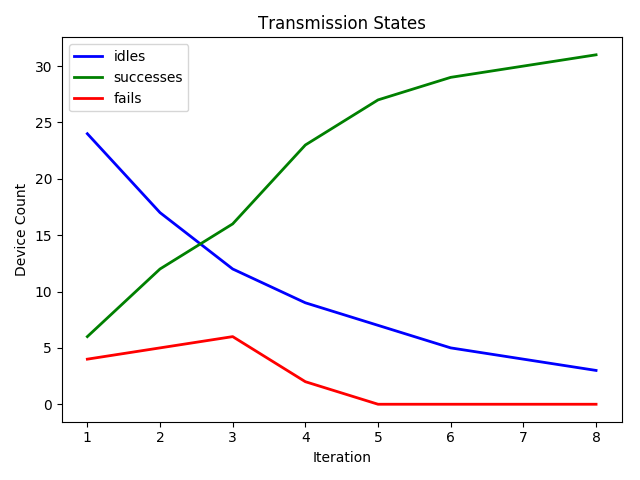 Transmission States
idles
successes
fails
Device Count
30
25
20
15
10
5
0
1 2 3 4 5 6 7 8
Iteration